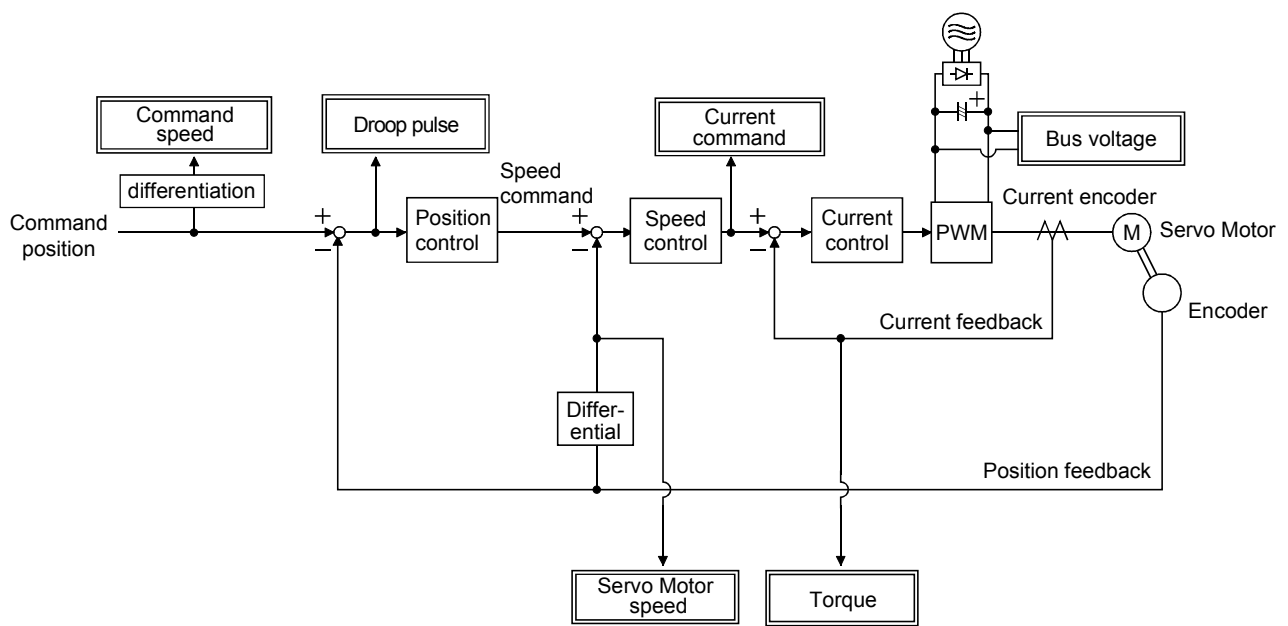 Command
speed
Droop pulse
Current
command
Bus voltage
differentiation
Speed
command
Current encoder
Command
position
+
−
Position
control
+
−
Speed
control
+
−
Current
control
PWM
+
M
Servo Motor
Encoder
Current feedback
Differ-
ential
Position feedback
Servo Motor
speed
Torque